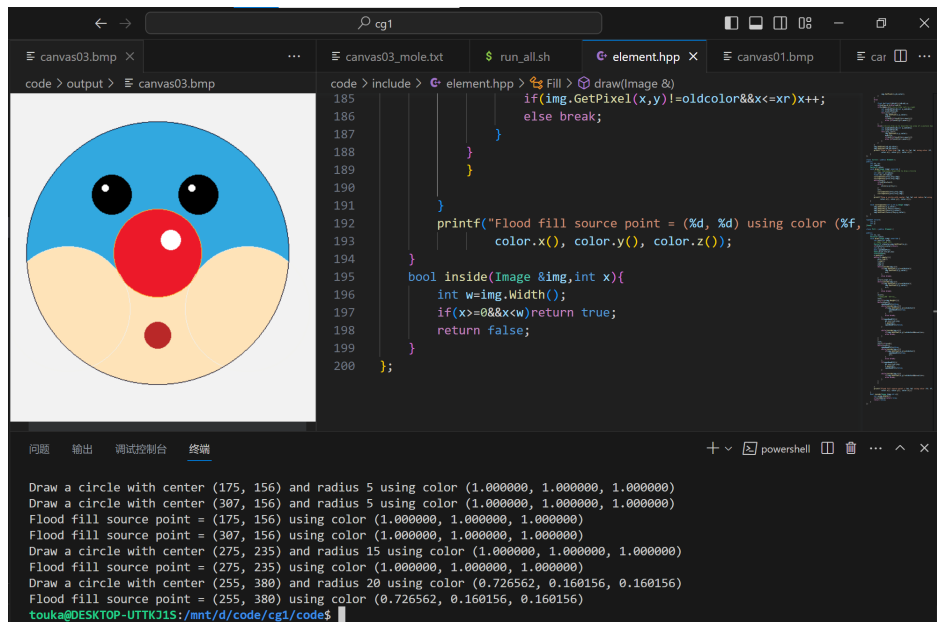 cg1
canvas03.bmp
canvas03_mole.txt
$ run_all.sh
element.hpp
canvas01.bmp
car
code > output > canvas03.bmp
code > include > element.hpp > Fill > draw(Image &)
185 if(img.GetPixel(x,y)!=oldcolor&&x<=xr)x++;
186 else break;
187 }
188 }
189 }
190
191 }
192 printf("Flood fill source point = (%d, %d) using color (%f,
193 color.x(), color.y(), color.z());
194 }
195 bool inside(Image &img,int x){
196 int w=img.Width();
197 if(x>=0&&x<w)return true;
198 return false;
199 }
200 };
问题 输出 调试控制台 终端
powershell
Draw a circle with center (175, 156) and radius 5 using color (1.000000, 1.000000, 1.000000)
Draw a circle with center (307, 156) and radius 5 using color (1.000000, 1.000000, 1.000000)
Flood fill source point = (175, 156) using color (1.000000, 1.000000, 1.000000)
Flood fill source point = (307, 156) using color (1.000000, 1.000000, 1.000000)
Draw a circle with center (275, 235) and radius 15 using color (1.000000, 1.000000, 1.000000)
Flood fill source point = (275, 235) using color (1.000000, 1.000000, 1.000000)
Draw a circle with center (255, 380) and radius 20 using color (0.726562, 0.160156, 0.160156)
Flood fill source point = (255, 380) using color (0.726562, 0.160156, 0.160156)
touka@DESKTOP-UTTKJ1S:/mnt/d/code/cg1/code$